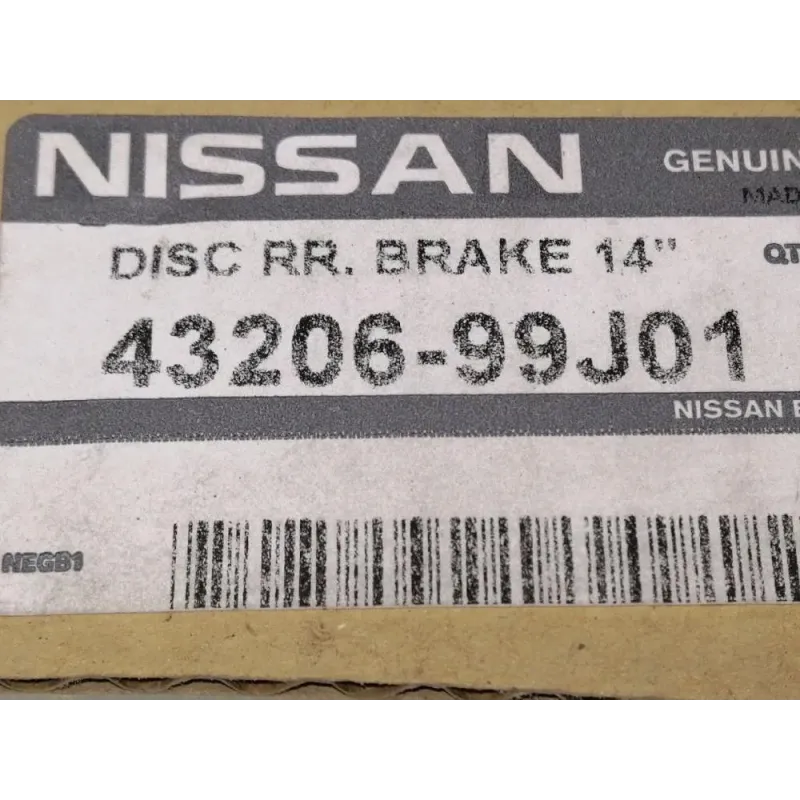 NISSAN GENUIN
MAD
DISC RR. BRAKE 14" QT
43206-99J01
NISSAN E
NEGB1